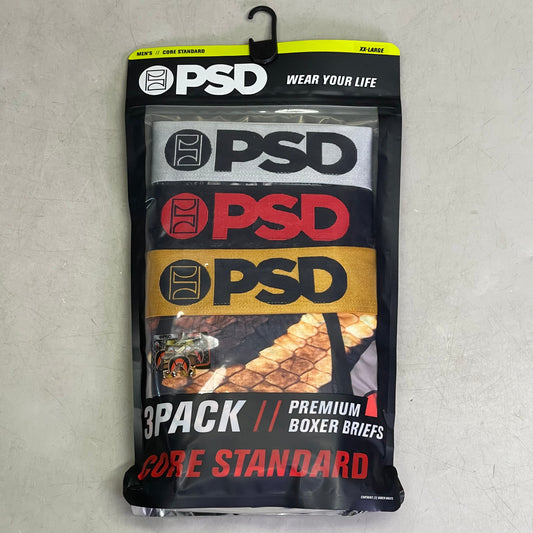 MEN'S // CORE STANDARD
XX-LARGE
PSD
WEAR YOUR LIFE
PSD
PSD
PSD
3PACK // PREMIUM
BOXER BRIEFS
CORE STANDARD